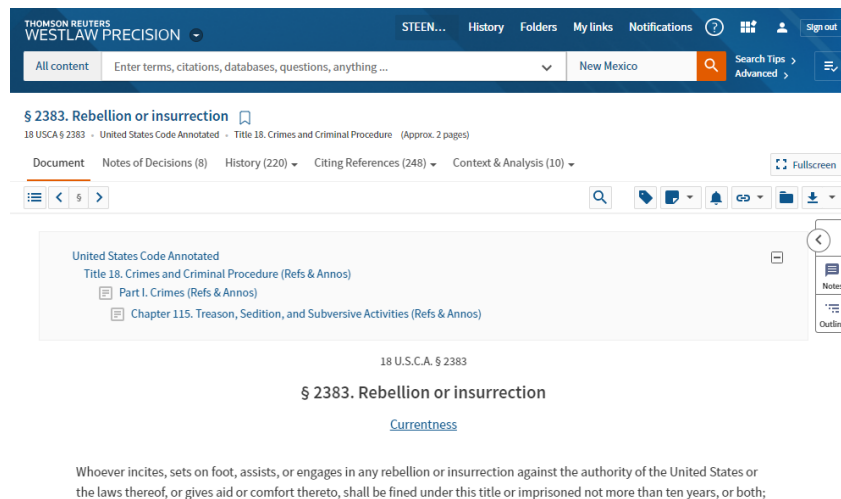 THOMSON REUTERS
WESTLAW PRECISION
STEEN... History Folders My links Notifications ? Sign out
All content Enter terms, citations, databases, questions, anything ... New Mexico Search Tips
Advanced
§ 2383. Rebellion or insurrection
18 USCA § 2383 • United States Code Annotated • Title 18. Crimes and Criminal Procedure (Approx. 2 pages)
Document Notes of Decisions (8) History (220) Citing References (248) Context & Analysis (10) Fullscreen
§
United States Code Annotated
Title 18. Crimes and Criminal Procedure (Refs & Annos)
Part I. Crimes (Refs & Annos)
Chapter 115. Treason, Sedition, and Subversive Activities (Refs & Annos)
Notes
Outlin
18 U.S.C.A. § 2383
§ 2383. Rebellion or insurrection
Currentness
Whoever incites, sets on foot, assists, or engages in any rebellion or insurrection against the authority of the United States or
the laws thereof, or gives aid or comfort thereto, shall be fined under this title or imprisoned not more than ten years, or both;